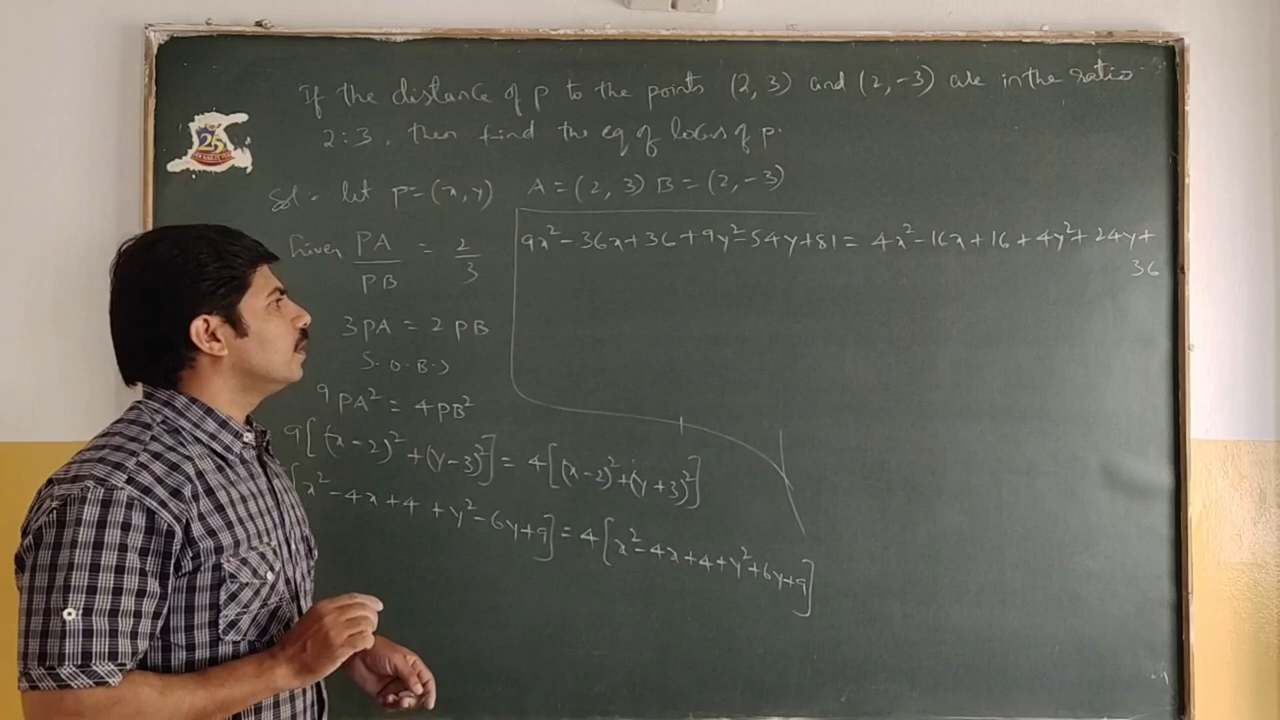 If the distance of P to the points (2, 3) and (2, -3) are in the ratio
2:3, then find the eq of locus of p.
Sol - let P = (x, y) A = (2, 3) B = (2, -3)
Given PA/PB = 2/3
3PA = 2PB
S.O.B.S
9PA² = 4PB²
9[(x-2)²+(y-3)²] = 4[(x-2)²+(y+3)²]
[x²-4x+4+y²-6y+9] = 4[x²-4x+4+y²+6y+9]
9x²-36x+36+9y²-54y+81 = 4x²-16x+16+4y²+24y+
36
25